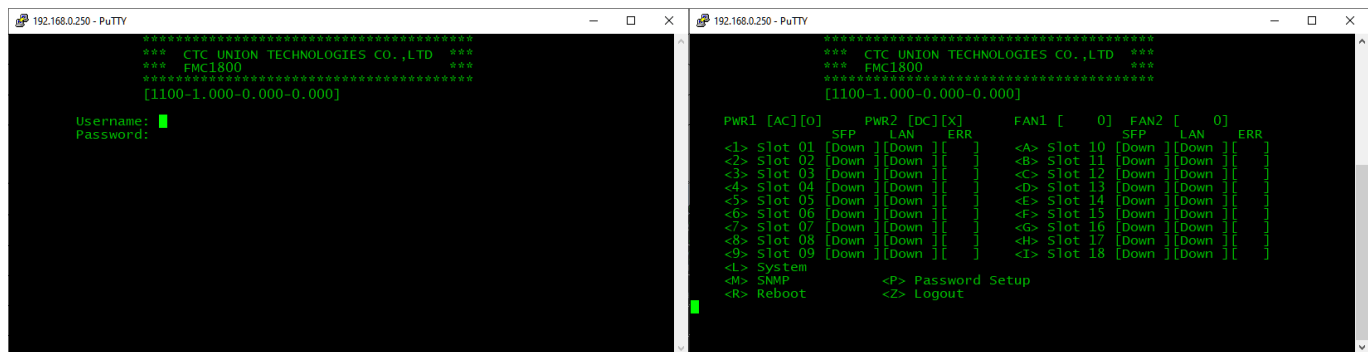 192.168.0.250 - PuTTY
****************************************
*** CTC UNION TECHNOLOGIES CO.,LTD ***
*** FMC1800 ***
****************************************
[1100-1.000-0.000-0.000]
Username:
Password:
192.168.0.250 - PuTTY
****************************************
*** CTC UNION TECHNOLOGIES CO.,LTD ***
*** FMC1800 ***
****************************************
[1100-1.000-0.000-0.000]
PWR1 [AC][O] PWR2 [DC][X] FAN1 [ 0] FAN2 [ 0]
SFP LAN ERR SFP LAN ERR
<1> Slot 01 [Down ][Down ][ ] <A> Slot 10 [Down ][Down ][ ]
<2> Slot 02 [Down ][Down ][ ] <B> Slot 11 [Down ][Down ][ ]
<3> Slot 03 [Down ][Down ][ ] <C> Slot 12 [Down ][Down ][ ]
<4> Slot 04 [Down ][Down ][ ] <D> Slot 13 [Down ][Down ][ ]
<5> Slot 05 [Down ][Down ][ ] <E> Slot 14 [Down ][Down ][ ]
<6> Slot 06 [Down ][Down ][ ] <F> Slot 15 [Down ][Down ][ ]
<7> Slot 07 [Down ][Down ][ ] <G> Slot 16 [Down ][Down ][ ]
<8> Slot 08 [Down ][Down ][ ] <H> Slot 17 [Down ][Down ][ ]
<9> Slot 09 [Down ][Down ][ ] <I> Slot 18 [Down ][Down ][ ]
<L> System
<M> SNMP <P> Password Setup
<R> Reboot <Z> Logout